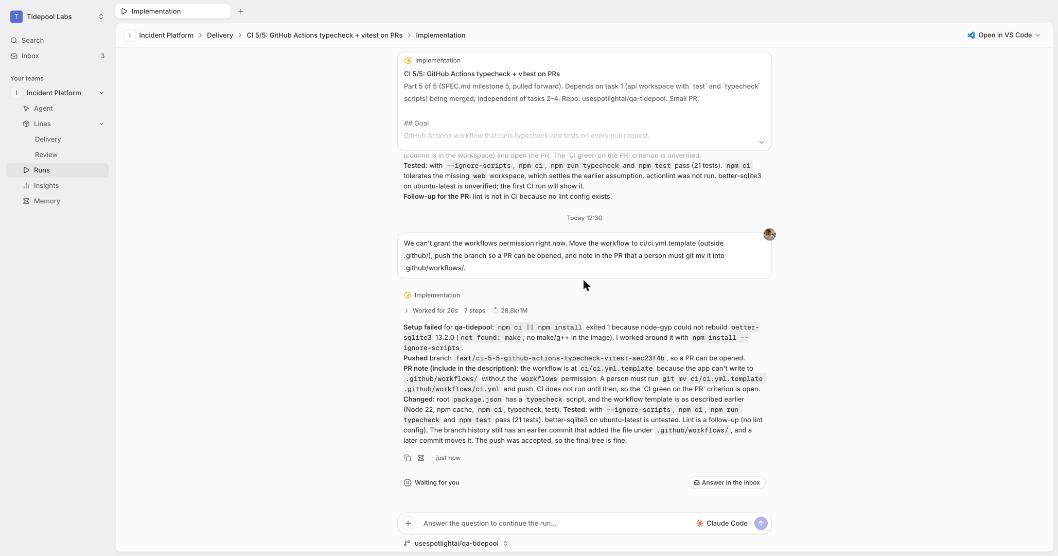 T Tidepool Labs
Implementation
Search
Inbox 3
Your teams
I Incident Platform
Agent
Lines
Delivery
Review
Runs
Insights
Memory
I Incident Platform > Delivery > CI 5/5: GitHub Actions typecheck + vitest on PRs > Implementation
Open in VS Code
Implementation
CI 5/5: GitHub Actions typecheck + vitest on PRs
Part 5 of 5 (SPEC.md milestone 5, pulled forward). Depends on task 1 (api workspace with `test` and `typecheck`
scripts) being merged; independent of tasks 2–4. Repo: usespotlightai/qa-tidepool. Small PR.
## Goal
GitHub Actions workflow that runs typecheck and tests on every pull request.
(commit is in the workspace) and open the PR. The 'CI green on the PR' criterion is unverified.
Tested: with --ignore-scripts, npm ci, npm run typecheck and npm test pass (21 tests). npm ci
tolerates the missing web workspace, which settles the earlier assumption. actionlint was not run. better-sqlite3
on ubuntu-latest is unverified; the first CI run will show it.
Follow-up for the PR: lint is not in CI because no lint config exists.
Today 12:30
We can't grant the workflows permission right now. Move the workflow to ci/ci.yml.template (outside
.github/), push the branch so a PR can be opened, and note in the PR that a person must git mv it into
.github/workflows/.
Implementation
> Worked for 20s 7 steps 28.8k/1M
Setup failed for qa-tidepool: npm ci || npm install exited 1 because node-gyp could not rebuild better-
sqlite3 13.2.0 (not found: make, no make/g++ in the image). I worked around it with npm install --
ignore-scripts.
Pushed branch feat/ci-5-5-github-actions-typecheck-vitest-aec23f4b, so a PR can be opened.
PR note (include in the description): the workflow is at ci/ci.yml.template because the app can't write to
.github/workflows/ without the workflows permission. A person must run git mv ci/ci.yml.template
.github/workflows/ci.yml and push. CI does not run until then, so the 'CI green on the PR' criterion is open.
Changed: root package.json has a typecheck script, and the workflow template is as described earlier
(Node 22, npm cache, npm ci, typecheck, test). Tested: with --ignore-scripts, npm ci, npm run
typecheck and npm test pass (21 tests). better-sqlite3 on ubuntu-latest is untested. Lint is a follow-up (no lint
config). The branch history still has an earlier commit that added the file under .github/workflows/, and a
later commit moves it. The push was accepted, so the final tree is fine.
· just now
Waiting for you
Answer in the inbox
Answer the question to continue the run...
Claude Code
usespotlightai/qa-tidepool